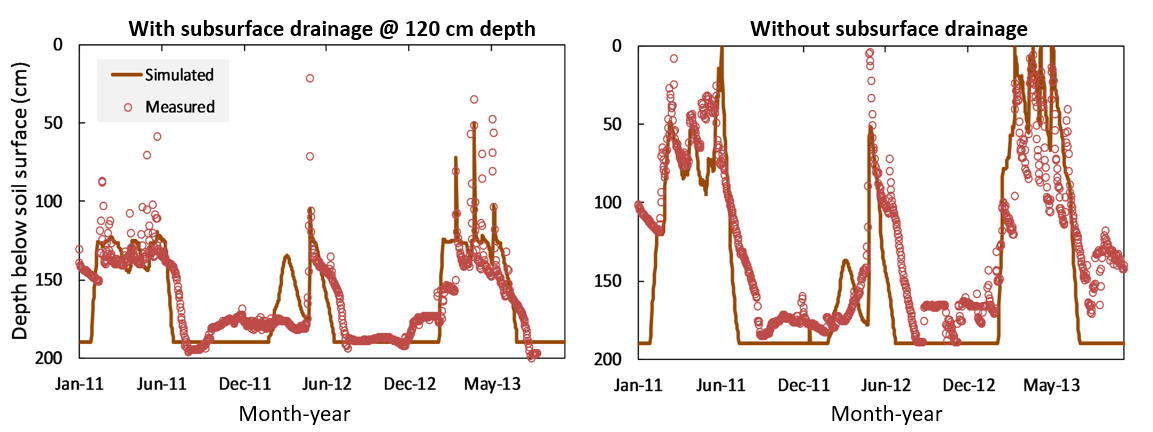 With subsurface drainage @ 120 cm depth
Depth below soil surface (cm)
0
50
100
150
200
Simulated
Measured
Jan-11 Jun-11 Dec-11 Jun-12 Dec-12 May-13
Month-year
Without subsurface drainage
0
50
100
150
200
Jan-11 Jun-11 Dec-11 Jun-12 Dec-12 May-13
Month-year